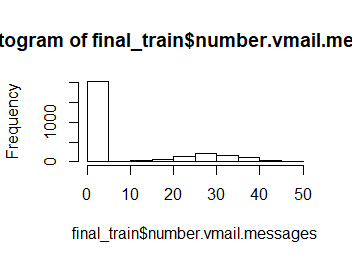 togram of final_train$number.vmail.me
Frequency
1000
0
0 10 20 30 40 50
final_train$number.vmail.messages